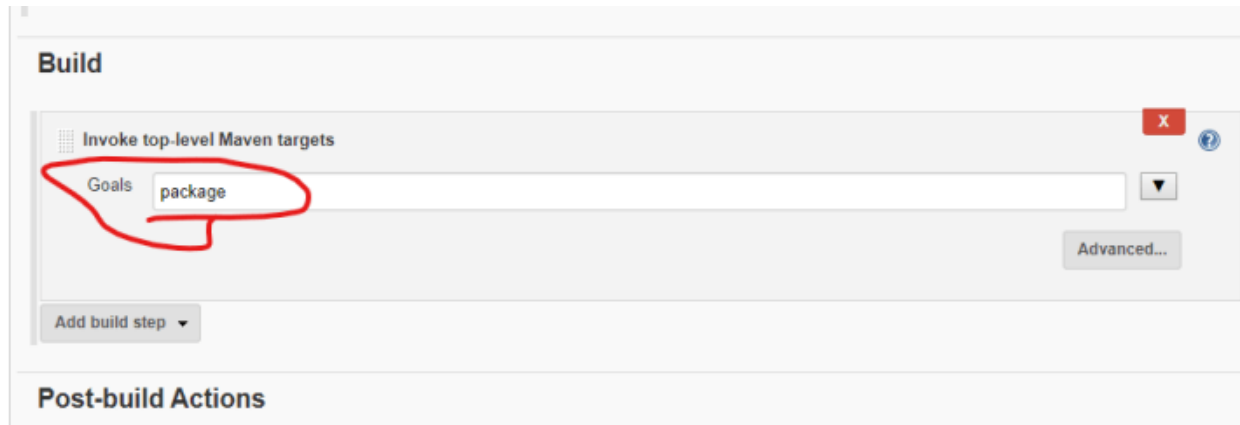 Build
Invoke top-level Maven targets
X
Goals
package
Advanced...
Add build step
Post-build Actions